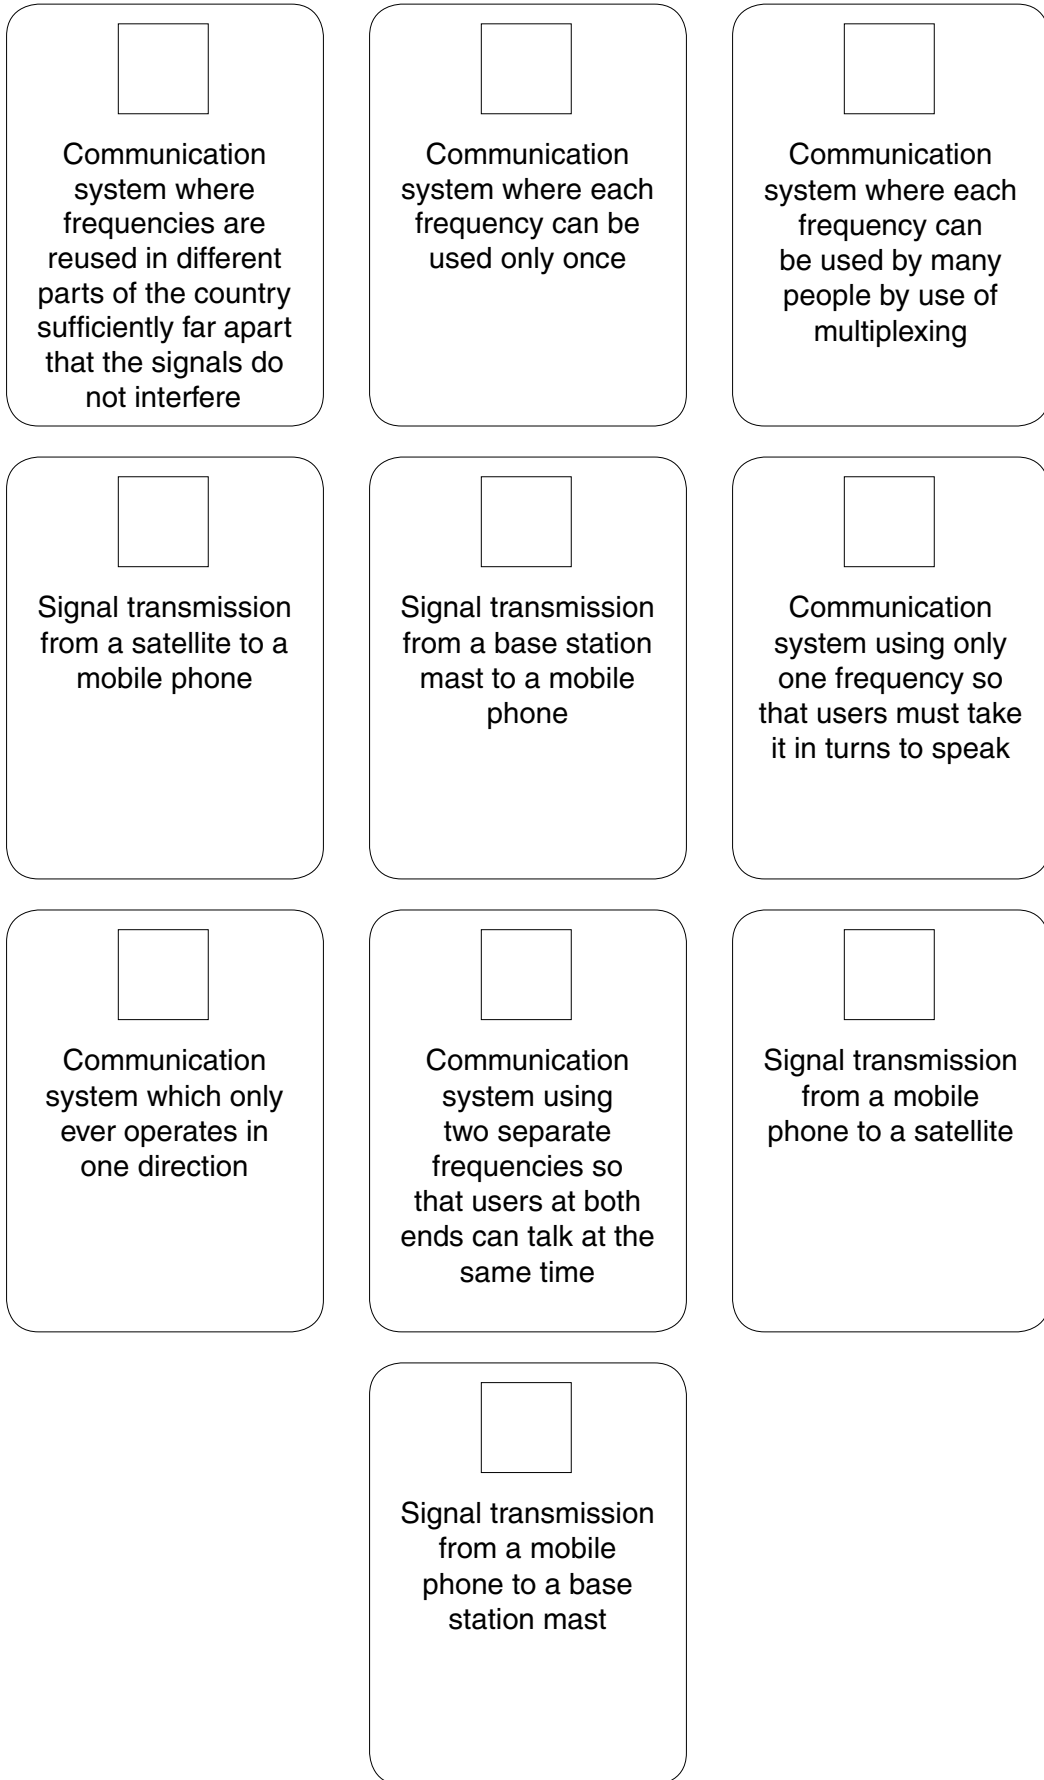 Communication
system where
frequencies are
reused in different
parts of the country
sufficiently far apart
that the signals do
not interfere
Communication
system where each
frequency can be
used only once
Communication
system where each
frequency can
be used by many
people by use of
multiplexing
Signal transmission
from a satellite to a
mobile phone
Signal transmission
from a base station
mast to a mobile
phone
Communication
system using only
one frequency so
that users must take
it in turns to speak
Communication
system which only
ever operates in
one direction
Communication
system using
two separate
frequencies so
that users at both
ends can talk at the
same time
Signal transmission
from a mobile
phone to a satellite
Signal transmission
from a mobile
phone to a base
station mast